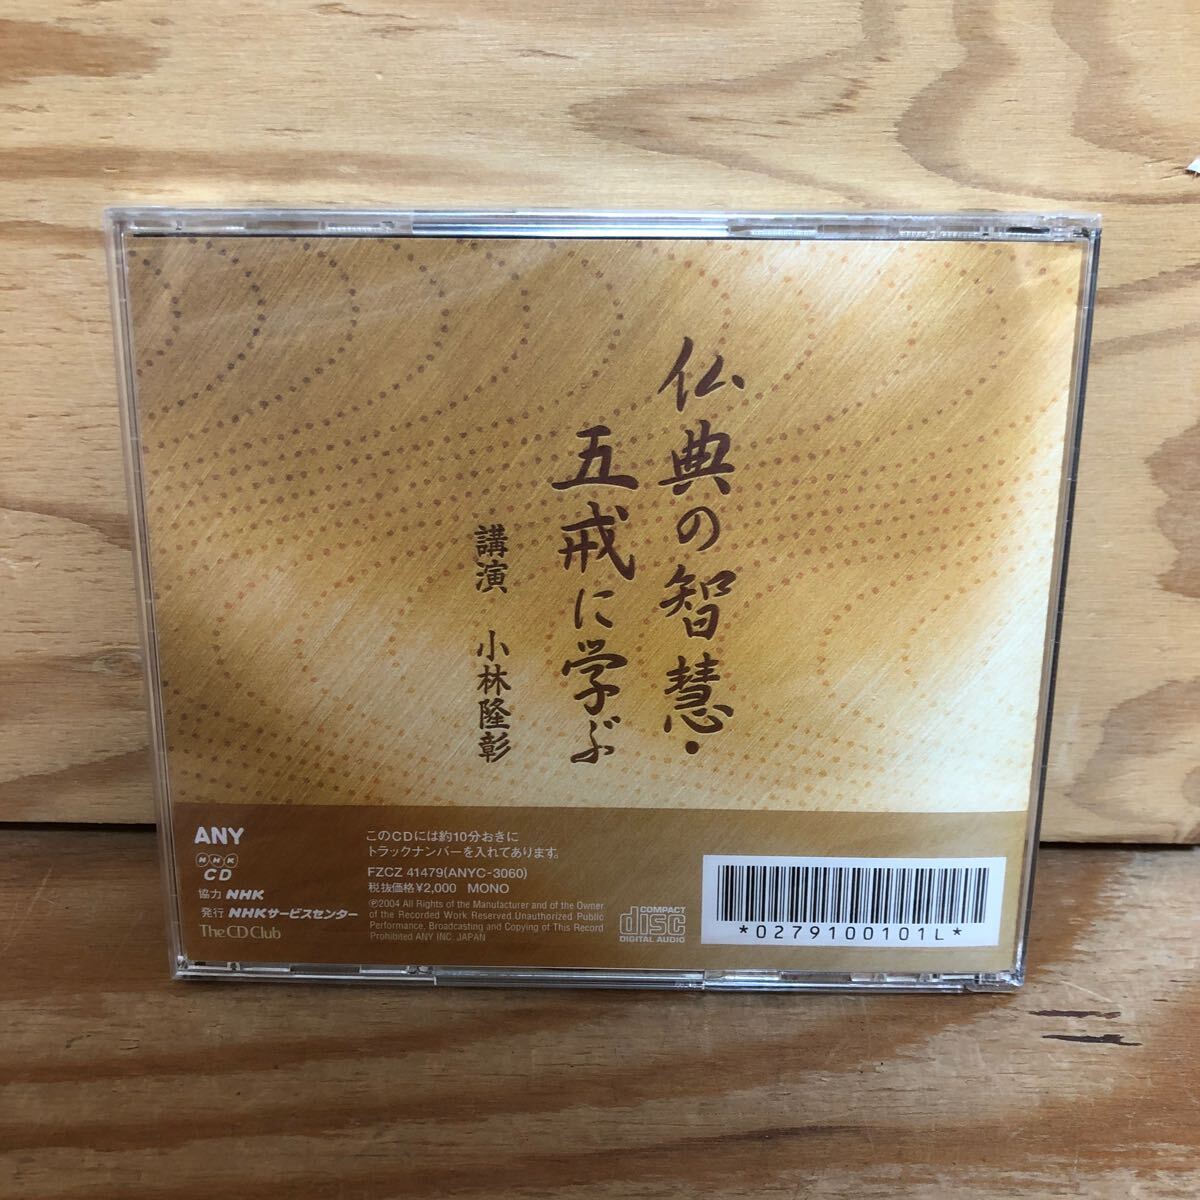 仏典の智慧・
五戒に学ぶ
講演 小林隆彰
ANY
NHK
CD
協力 NHK
発行 NHKサービスセンター
The CD Club
このCDには約10分おきに
トラックナンバーを入れてあります。
FZCZ 41479(ANYC-3060)
税抜価格¥2,000 MONO
℗2004 All Rights of the Manufacturer and of the Owner
of the Recorded Work Reserved Unauthorized Public
Performance, Broadcasting and Copying of This Record
Prohibited ANY INC. JAPAN
COMPACT
disc
DIGITAL AUDIO
*0279100101L*